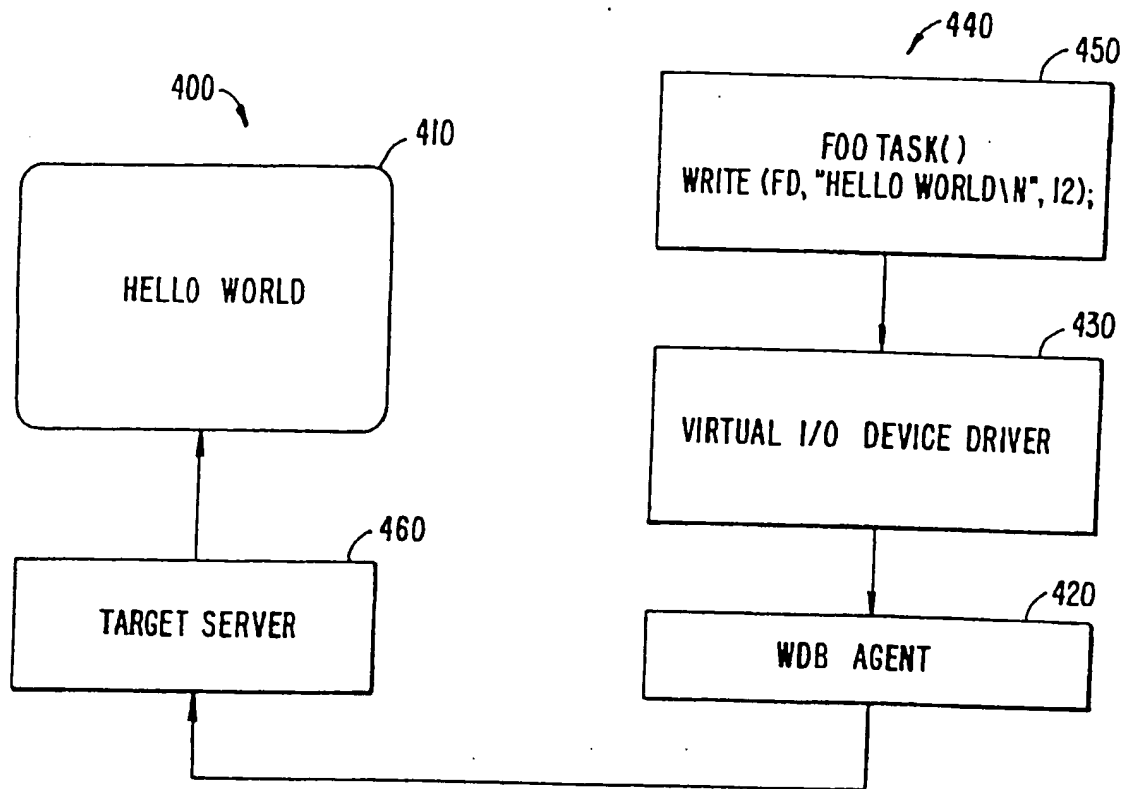 440
450
400
410
FOO TASK()
WRITE (FD, "HELLO WORLD\N", 12);
HELLO WORLD
430
VIRTUAL I/O DEVICE DRIVER
460
420
TARGET SERVER
WDB AGENT